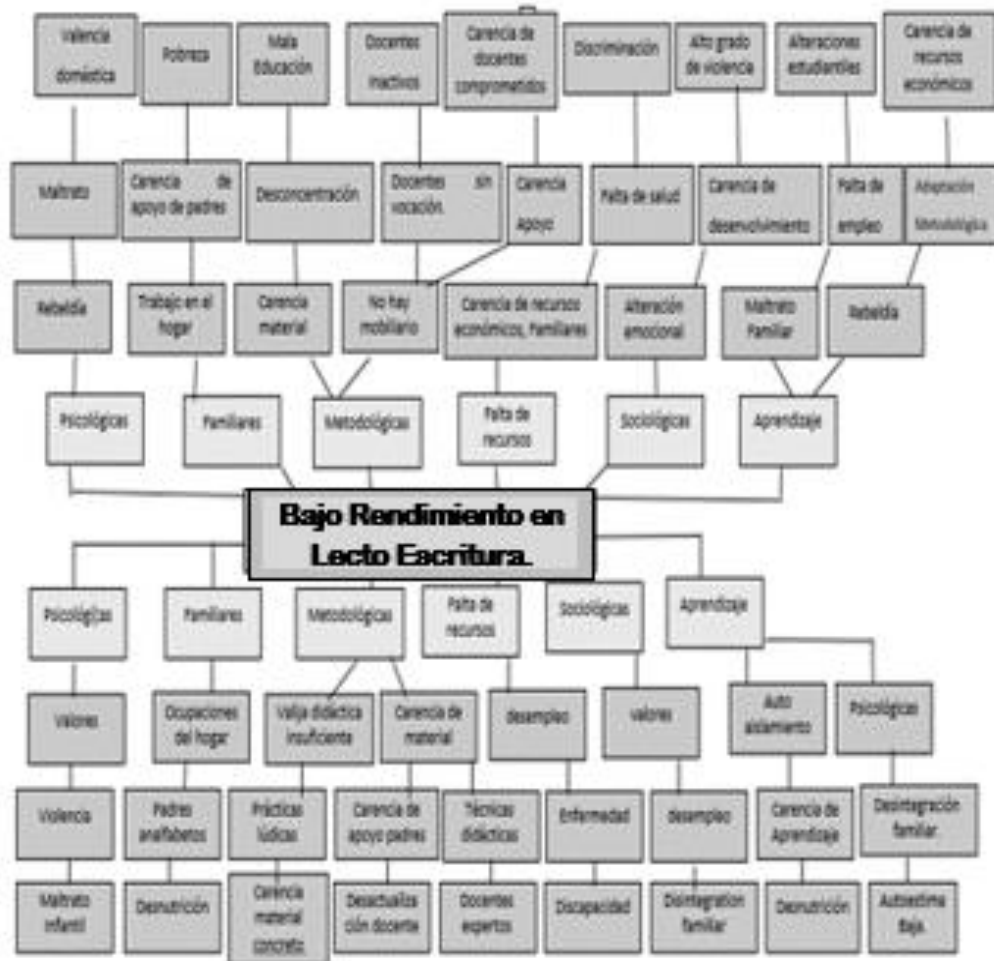 Valencia
doméstica
Pobreza
Mala
Educación
Docentes
inactivos
Carencia de
docentes
comprometidos
Discriminación
Alto grado
de violencia
Alteraciones
estudiantiles
Carencia de
recursos
económicos
Maltrato
Carencia de
apoyo de padres
Desconcentración
Docentes sin
vocación.
Carencia
Apoyo
Falta de salud
Carencia de
desenvolvimiento
Falta de
empleo
Adaptación
Metodológica
Rebeldía
Trabajo en el
hogar
Carencia
material
No hay
mobiliario
Carencia de recursos
económicos, Familiares
Alteración
emocional
Maltrato
Familiar
Rebeldía
Psicológicas
Familiares
Metodológicas
Falta de
recursos
Sociológicas
Aprendizaje
Bajo Rendimiento en
Lecto Escritura.
Psicológicas
Familiares
Metodológicas
Falta de
recursos
Sociológicas
Aprendizaje
Valores
Ocupaciones
del hogar
Valija didáctica
insuficiente
Carencia de
material
desempleo
valores
Auto
aislamiento
Psicológicas
Violencia
Padres
analfabetos
Prácticas
lúdicas
Carencia de
apoyo padres
Técnicas
didácticas
Enfermedad
desempleo
Carencia de
Aprendizaje
Desintegración
familiar.
Maltrato
Infantil
Desnutrición
Carencia
material
concreto
Desactualiza
ción docente
Docentes
expertos
Discapacidad
Disintegration
familiar
Desnutrición
Autoestima
Baja.